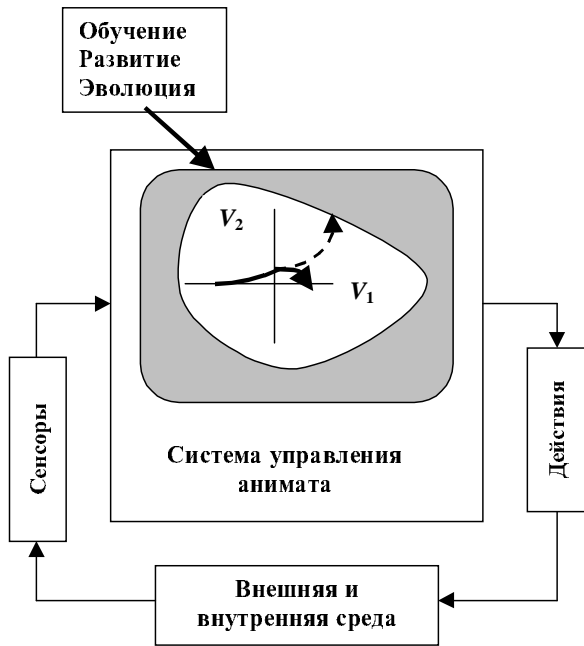 Обучение
Развитие
Эволюция
V2
V1
Система управления
анимата
Сенсоры
Действия
Внешняя и
внутренняя среда